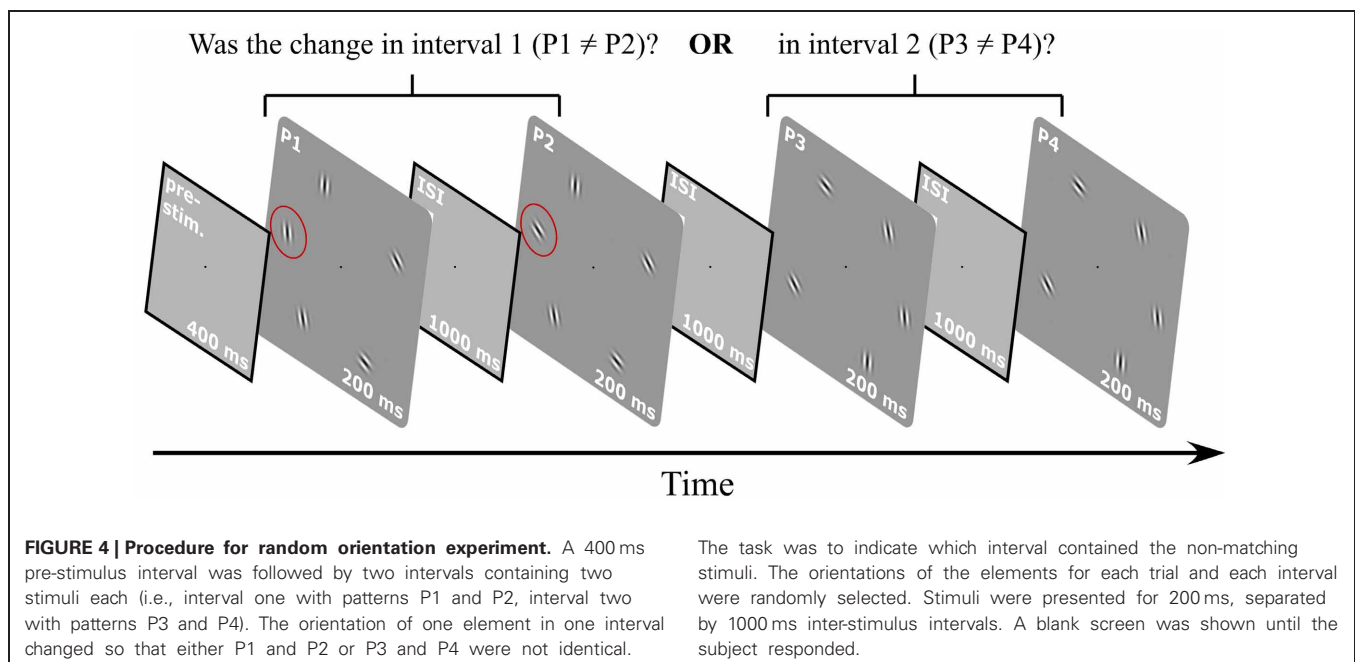 Was the change in interval 1 (P1 ≠ P2)? OR in interval 2 (P3 ≠ P4)?
pre-
stim.
400 ms
P1
200 ms
ISI
1000 ms
P2
200 ms
ISI
1000 ms
P3
200 ms
ISI
1000 ms
P4
200 ms
Time
FIGURE 4 | Procedure for random orientation experiment. A 400 ms
pre-stimulus interval was followed by two intervals containing two
stimuli each (i.e., interval one with patterns P1 and P2, interval two
with patterns P3 and P4). The orientation of one element in one interval
changed so that either P1 and P2 or P3 and P4 were not identical.
The task was to indicate which interval contained the non-matching
stimuli. The orientations of the elements for each trial and each interval
were randomly selected. Stimuli were presented for 200 ms, separated
by 1000 ms inter-stimulus intervals. A blank screen was shown until the
subject responded.